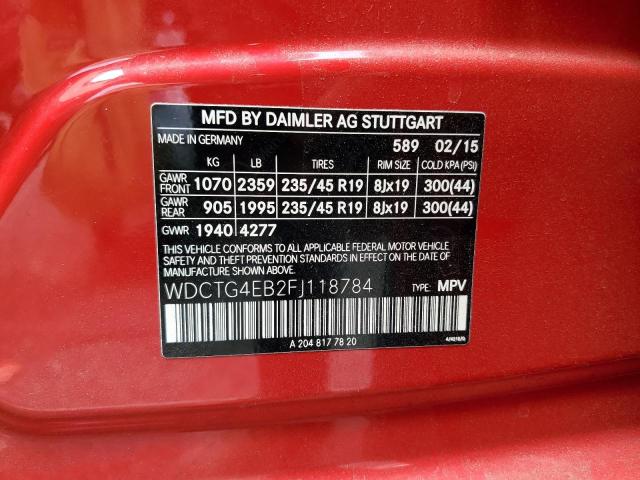 MFD BY DAIMLER AG STUTTGART
MADE IN GERMANY 589 02/15
KG LB TIRES RIM SIZE COLD KPA (PSI)
GAWR FRONT 1070 2359 235/45 R19 8Jx19 300(44)
GAWR REAR 905 1995 235/45 R19 8Jx19 300(44)
GVWR 1940 4277
THIS VEHICLE CONFORMS TO ALL APPLICABLE FEDERAL MOTOR VEHICLE
SAFETY AND THEFT PREVENTION STANDARDS IN EFFECT ON THE DATE OF
MANUFACTURE SHOWN ABOVE.
WDCTG4EB2FJ118784 TYPE: MPV
A 204 817 78 20